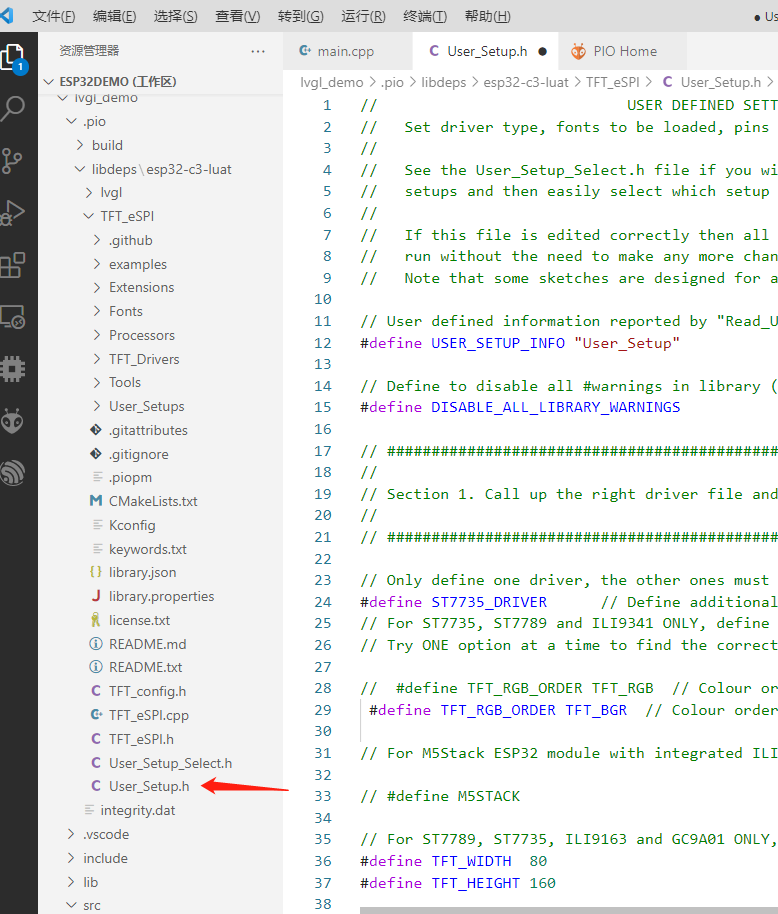 文件(F) 编辑(E) 选择(S) 查看(V) 转到(G) 运行(R) 终端(T) 帮助(H) ● Us
资源管理器 ···
main.cpp
User_Setup.h ●
PIO Home
ESP32DEMO (工作区)
lvgl_demo
.pio
build
libdeps\esp32-c3-luat
lvgl
TFT_eSPI
.github
examples
Extensions
Fonts
Processors
TFT_Drivers
Tools
User_Setups
.gitattributes
.gitignore
.piopm
CMakeLists.txt
Kconfig
keywords.txt
library.json
library.properties
license.txt
README.md
README.txt
TFT_config.h
TFT_eSPI.cpp
TFT_eSPI.h
User_Setup_Select.h
User_Setup.h
integrity.dat
.vscode
include
lib
src
1
lvgl_demo > .pio > libdeps > esp32-c3-luat > TFT_eSPI > C User_Setup.h >
1 // USER DEFINED SETT
2 // Set driver type, fonts to be loaded, pins
3 //
4 // See the User_Setup_Select.h file if you wi
5 // setups and then easily select which setup
6 //
7 // If this file is edited correctly then all
8 // run without the need to make any more chan
9 // Note that some sketches are designed for a
10
11 // User defined information reported by "Read_U
12 #define USER_SETUP_INFO "User_Setup"
13
14 // Define to disable all #warnings in library (
15 #define DISABLE_ALL_LIBRARY_WARNINGS
16
17 // ############################################
18 //
19 // Section 1. Call up the right driver file and
20 //
21 // ############################################
22
23 // Only define one driver, the other ones must
24 #define ST7735_DRIVER // Define additional
25 // For ST7735, ST7789 and ILI9341 ONLY, define
26 // Try ONE option at a time to find the correct
27
28 // #define TFT_RGB_ORDER TFT_RGB // Colour or
29 #define TFT_RGB_ORDER TFT_BGR // Colour order
30
31 // For M5Stack ESP32 module with integrated ILI
32
33 // #define M5STACK
34
35 // For ST7789, ST7735, ILI9163 and GC9A01 ONLY,
36 #define TFT_WIDTH 80
37 #define TFT_HEIGHT 160
38